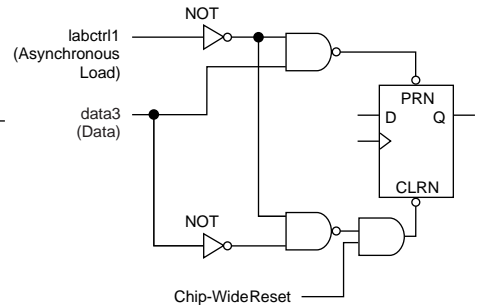 NOT
labctrl1
(Asynchronous
Load)
PRN
data3
D Q
(Data)
CLRN
NOT
Chip-WideReset